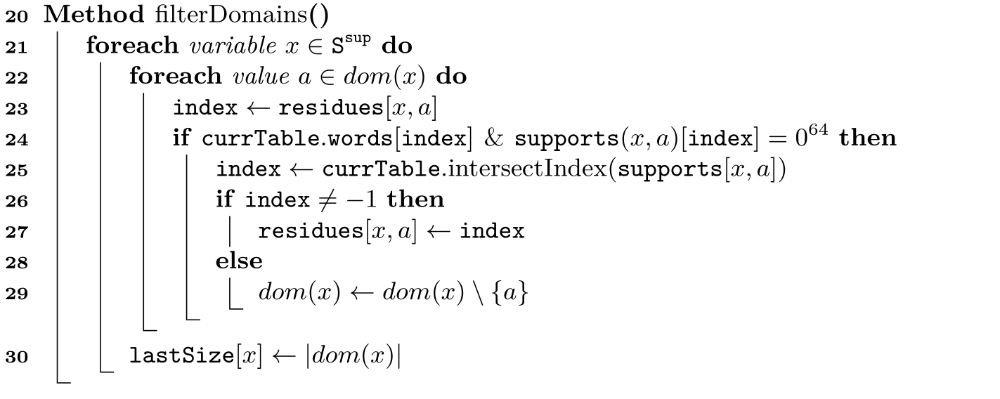 20 Method filterDomains()
21 foreach variable x ∈ S^sup do
22 foreach value a ∈ dom(x) do
23 index ← residues[x, a]
24 if currTable.words[index] & supports(x, a)[index] = 0^64 then
25 index ← currTable.intersectIndex(supports[x, a])
26 if index ≠ −1 then
27 residues[x, a] ← index
28 else
29 dom(x) ← dom(x) \ {a}
30 lastSize[x] ← |dom(x)|